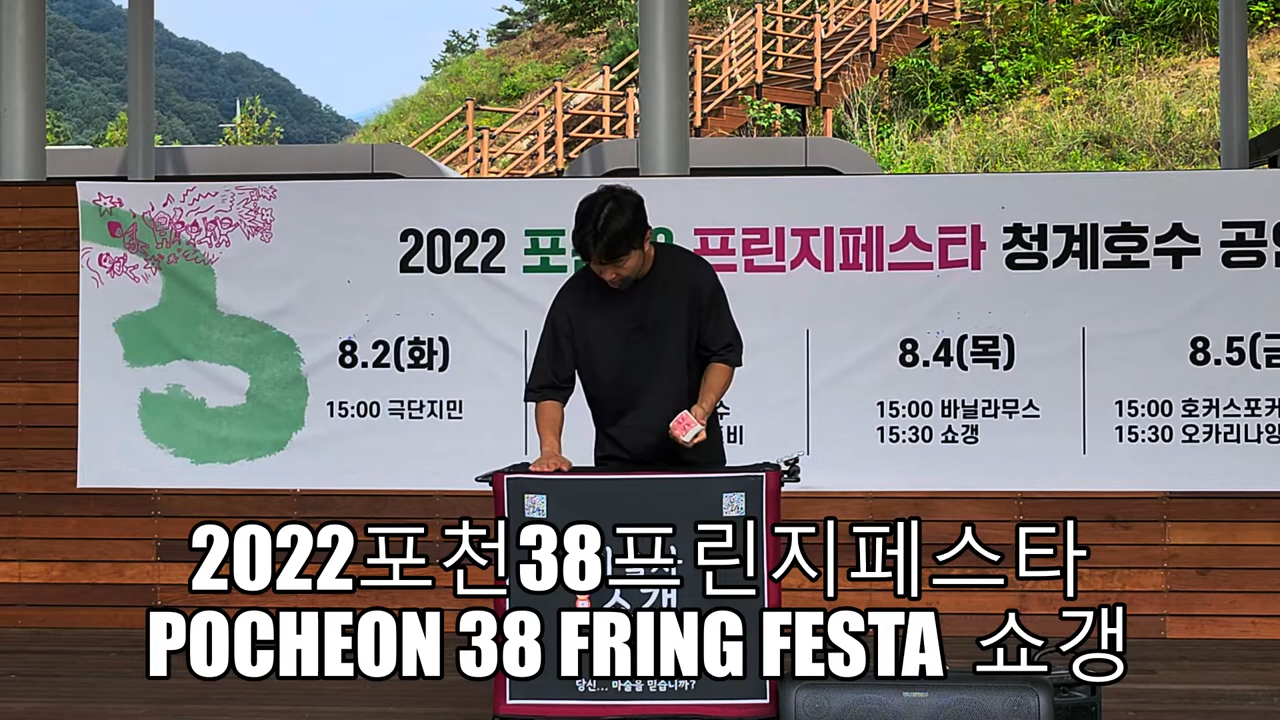 2022 프린지페스타 청계호수
8.2(화)
15:00 극단지민
8.4(목)
15:00 바닐라무스
15:30 쇼갱
8.5(금
15:00 호커스포커
15:30 오카리나
2022포천38프린지페스타
POCHEON 38 FRING FESTA 쇼갱
당신... 마술을 믿습니까?